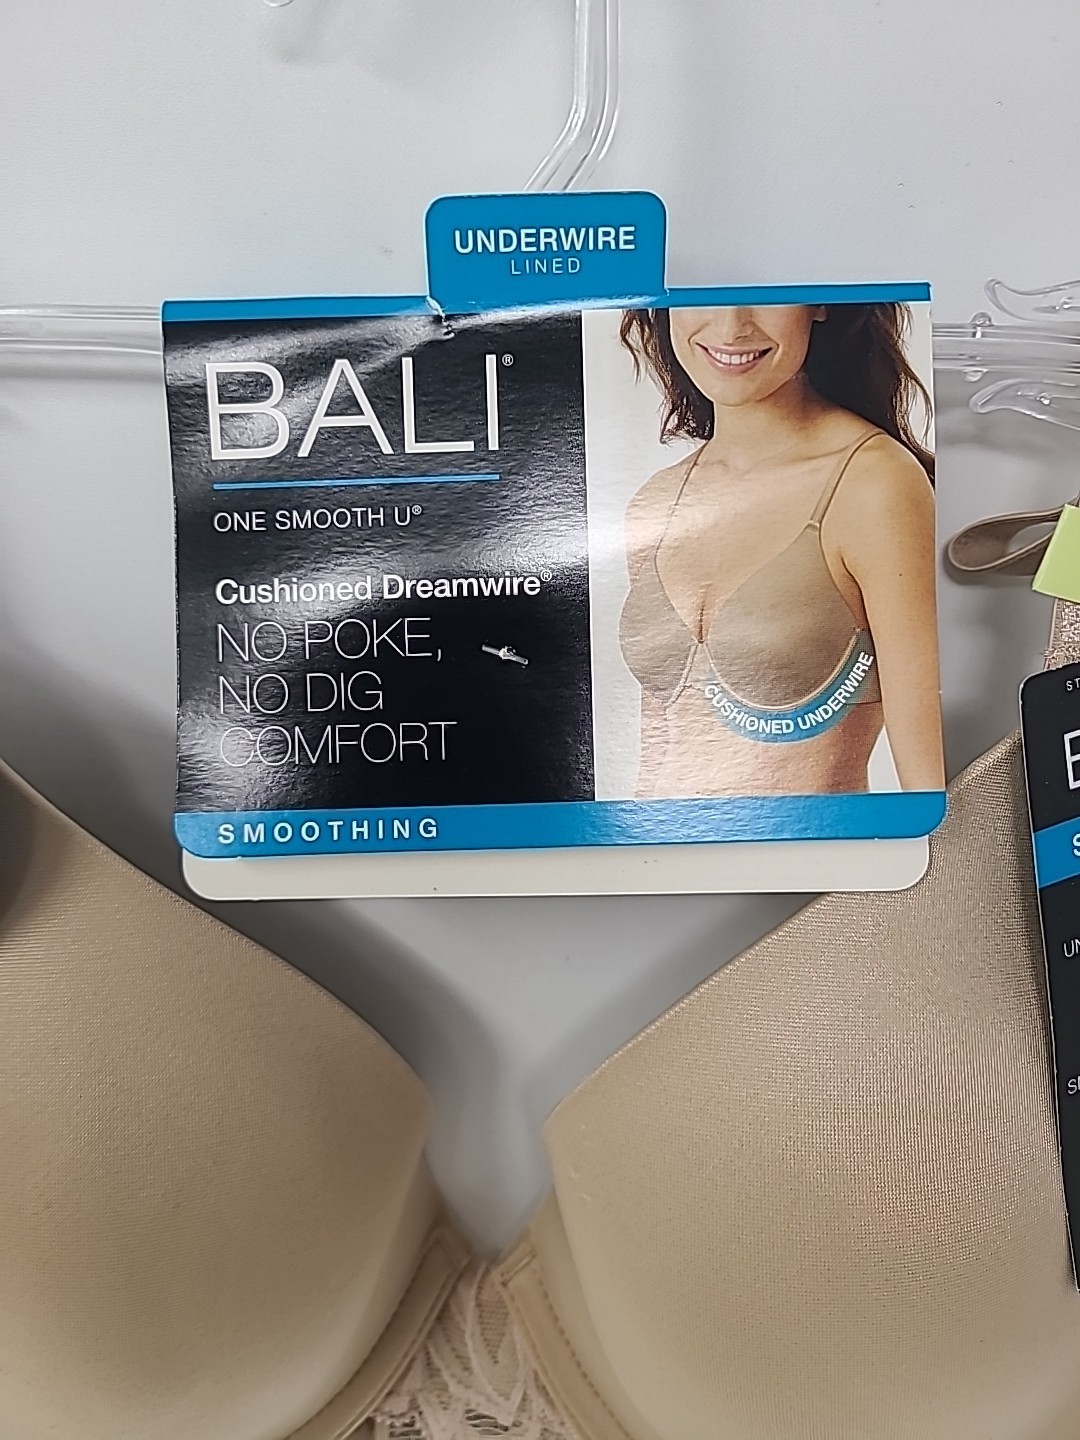 UNDERWIRE
LINED
BALI®
ONE SMOOTH U®
Cushioned Dreamwire®
NO POKE,
NO DIG
COMFORT
CUSHIONED UNDERWIRE
SMOOTHING